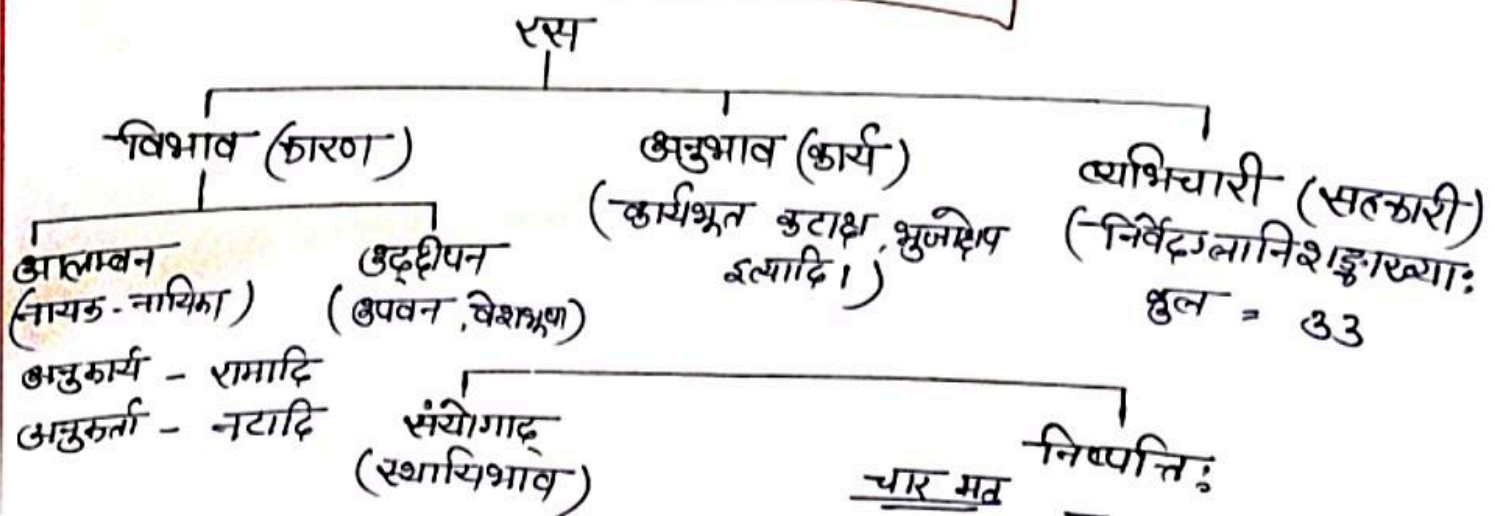 रस
विभाव (कारण)
अनुभाव (कार्य)
व्यभिचारी (सहकारी)
(कार्यभूत कटाक्ष, भुजाक्षेप
इत्यादि।)
(निर्वेदग्लानिशङ्काख्याः
कुल = 33
आलम्बन
(नायक-नायिका)
उद्दीपन
(उपवन, वेशभूषा)
अनुकार्य - रामादि
अनुकर्ता - नटादि
संयोगाद्
(स्थायिभाव)
निष्पत्तिः
चार मत